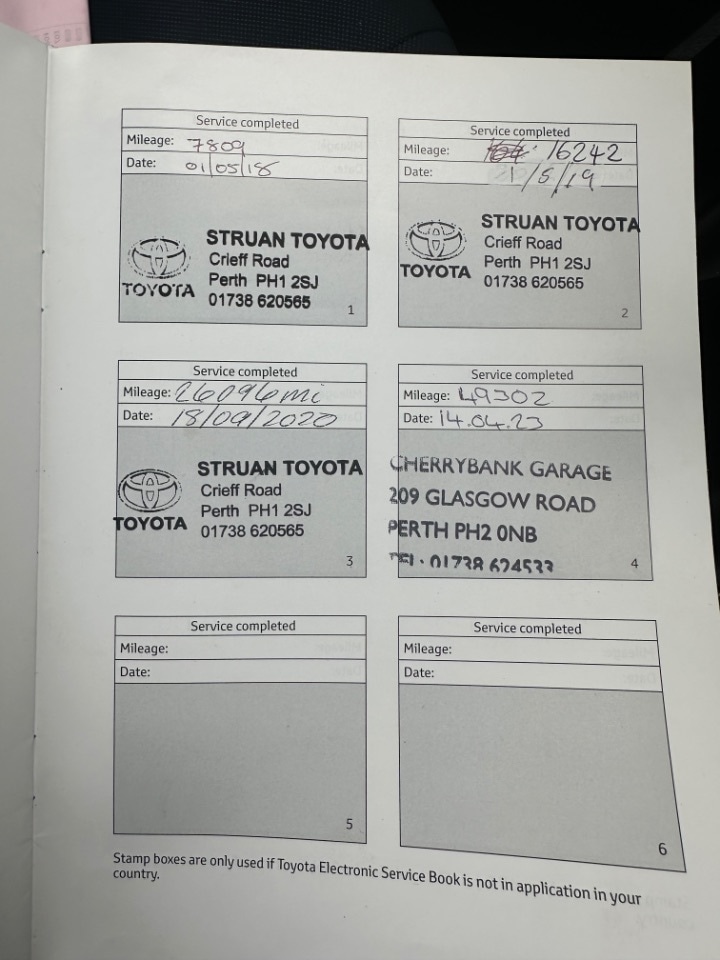 Service completed
Mileage: 7809
Date: 01/05/18
STRUAN TOYOTA
Crieff Road
Perth PH1 2SJ
01738 620565
TOYOTA
1
Service completed
Mileage: 16242
Date: 1/5/19
STRUAN TOYOTA
Crieff Road
Perth PH1 2SJ
01738 620565
TOYOTA
2
Service completed
Mileage: 26096mi
Date: 18/09/2020
STRUAN TOYOTA
Crieff Road
Perth PH1 2SJ
01738 620565
TOYOTA
3
Service completed
Mileage: 49302
Date: 14.04.23
CHERRYBANK GARAGE
209 GLASGOW ROAD
PERTH PH2 0NB
TEL: 01738 624533
4
Service completed
Mileage:
Date:
5
Service completed
Mileage:
Date:
6
Stamp boxes are only used if Toyota Electronic Service Book is not in application in your
country.